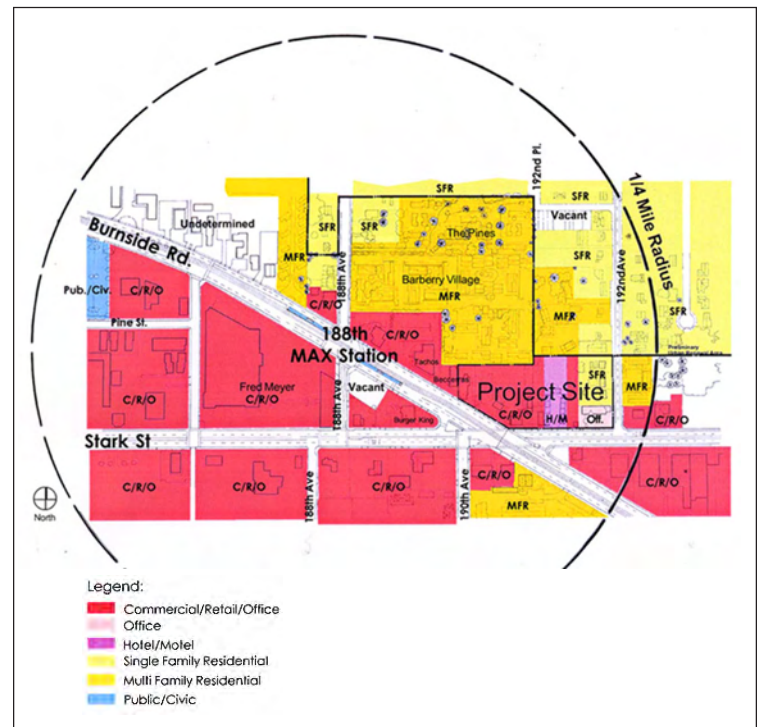 SFR
192nd Pl.
SFR
1/4 Mile Radius
Undetermined
SFR
SFR
Vacant
Burnside Rd.
The Pines
MFR
188th Ave
SFR
192nd Ave
Barberry Village
Pub./Civ.
C/R/O
C/R/O
MFR
MFR
SFR
Pine St.
188th
MAX Station
C/R/O
Tachos
Fred Meyer
C/R/O
188th Ave
Vacant
Project Site
SFR
MFR
C/R/O
C/R/O
H/M
Off.
C/R/O
Burger King
Stark St
C/R/O
C/R/O
188th Ave
C/R/O
190th Ave
C/R/O
MFR
C/R/O
North
Legend:
Commercial/Retail/Office
Office
Hotel/Motel
Single Family Residential
Multi Family Residential
Public/Civic